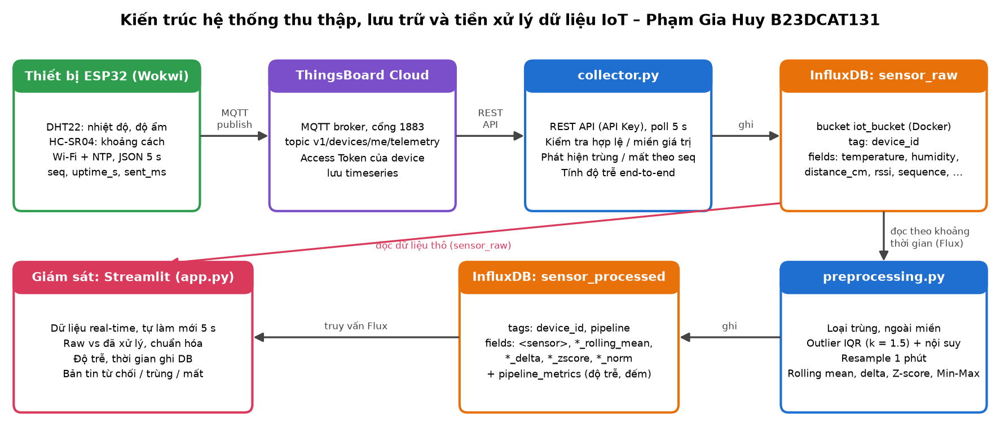 Kiến trúc hệ thống thu thập, lưu trữ và tiền xử lý dữ liệu IoT – Phạm Gia Huy B23DCAT131
Thiết bị ESP32 (Wokwi)
DHT22: nhiệt độ, độ ẩm
HC-SR04: khoảng cách
Wi-Fi + NTP, JSON 5 s
seq, uptime_s, sent_ms
MQTT
publish
ThingsBoard Cloud
MQTT broker, cổng 1883
topic v1/devices/me/telemetry
Access Token của device
lưu timeseries
REST
API
collector.py
REST API (API Key), poll 5 s
Kiểm tra hợp lệ / miền giá trị
Phát hiện trùng / mất theo seq
Tính độ trễ end-to-end
ghi
InfluxDB: sensor_raw
bucket iot_bucket (Docker)
tag: device_id
fields: temperature, humidity,
distance_cm, rssi, sequence, ...
đọc theo khoảng
thời gian (Flux)
đọc dữ liệu thô (sensor_raw)
Giám sát: Streamlit (app.py)
Dữ liệu real-time, tự làm mới 5 s
Raw vs đã xử lý, chuẩn hóa
Độ trễ, thời gian ghi DB
Bản tin từ chối / trùng / mất
truy vấn Flux
InfluxDB: sensor_processed
tags: device_id, pipeline
fields: <sensor>, *_rolling_mean,
*_delta, *_zscore, *_norm
+ pipeline_metrics (độ trễ, đếm)
ghi
preprocessing.py
Loại trùng, ngoài miền
Outlier IQR (k = 1.5) + nội suy
Resample 1 phút
Rolling mean, delta, Z-score, Min-Max